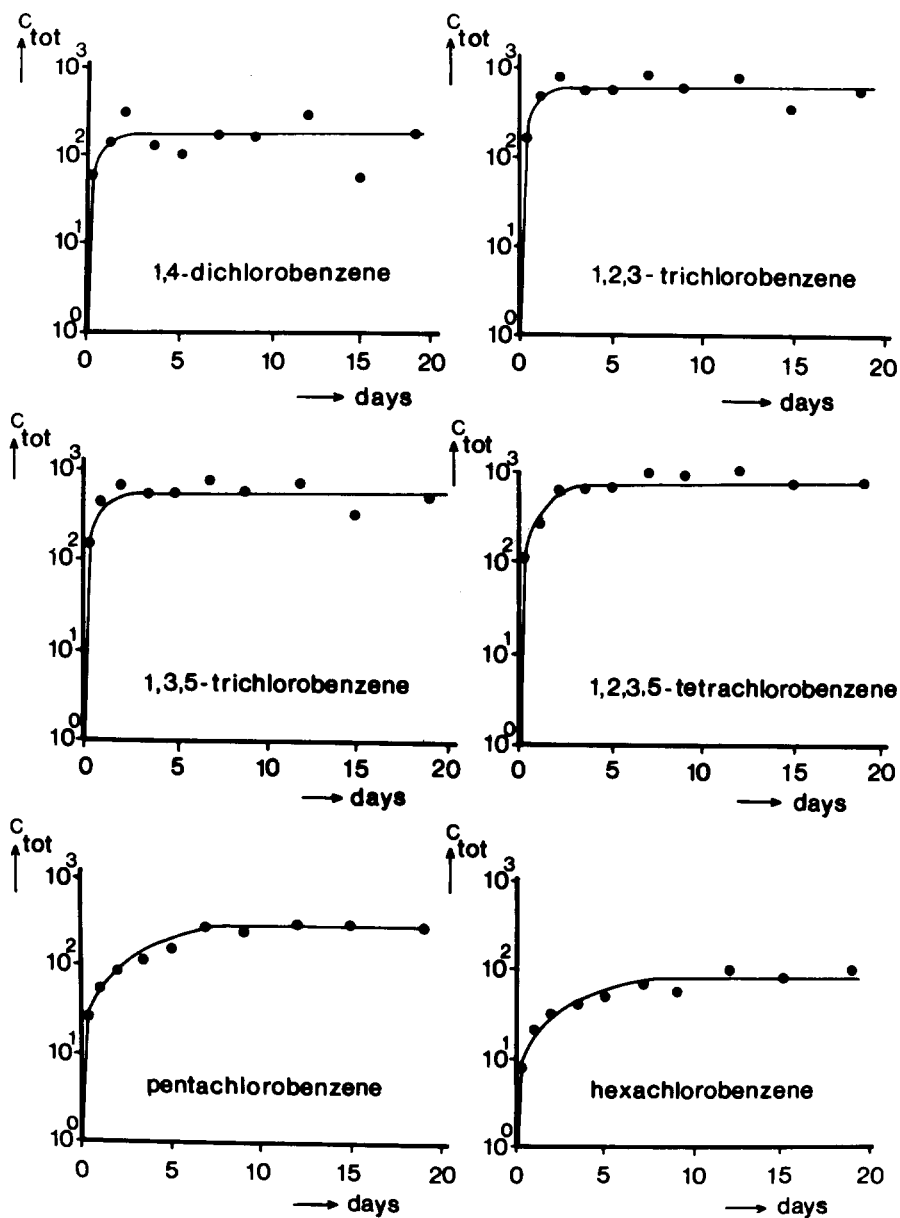 C tot
10³
10²
10¹
10⁰
1,4-dichlorobenzene
0 5 10 15 20
→ days
C tot
10³
10²
10¹
10⁰
1,2,3- trichlorobenzene
0 5 10 15 20
→ days
C tot
10³
10²
10¹
10⁰
1,3,5-trichlorobenzene
0 5 10 15 20
→ days
C tot
10³
10²
10¹
10⁰
1,2,3,5-tetrachlorobenzene
0 5 10 15 20
→ days
C tot
10³
10²
10¹
10⁰
pentachlorobenzene
0 5 10 15 20
→ days
C tot
10³
10²
10¹
10⁰
hexachlorobenzene
0 5 10 15 20
→ days